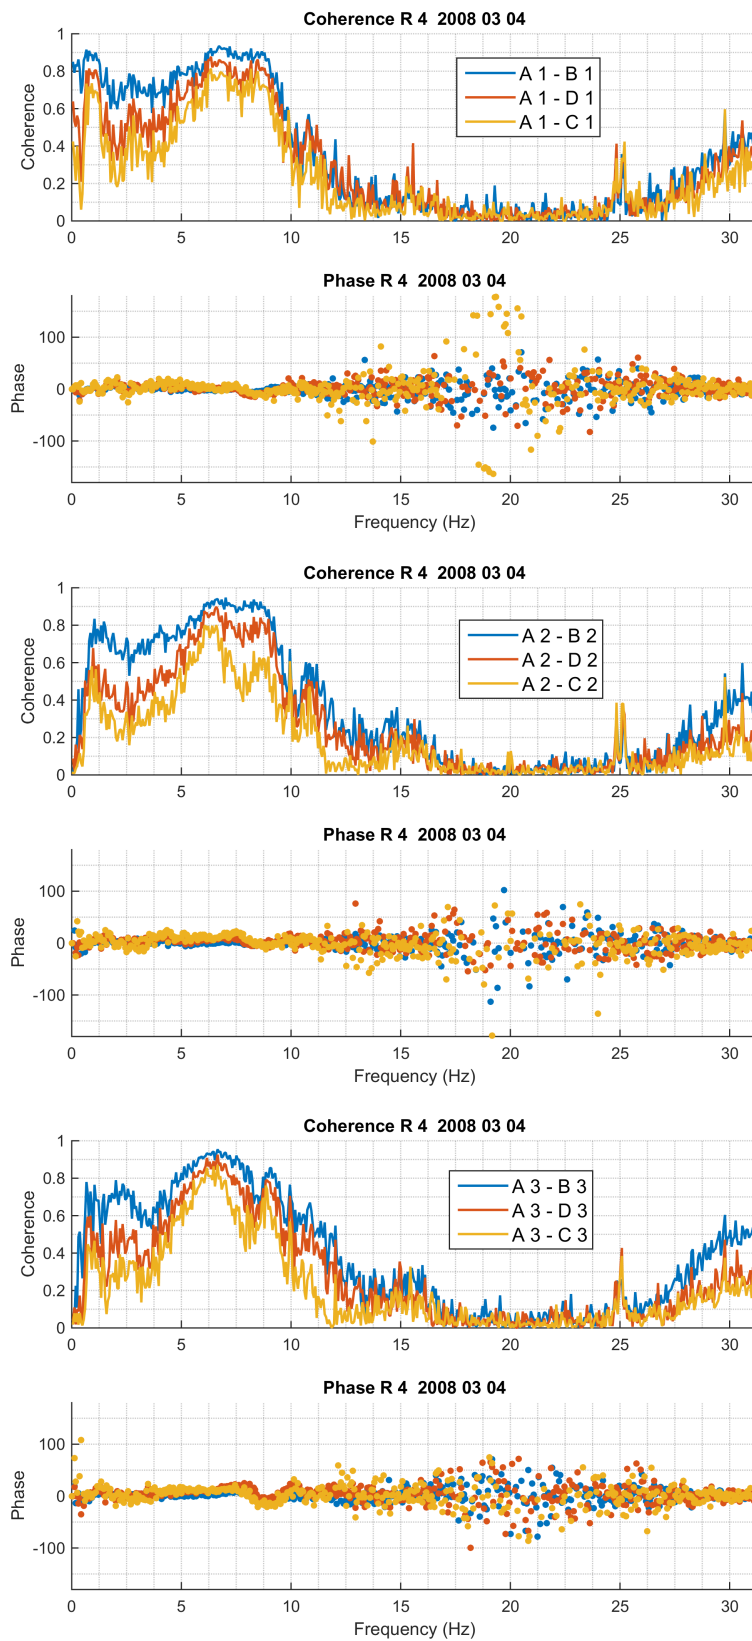 Coherence R 4 2008 03 04
1
0.8
0.6
0.4
0.2
0
Coherence
A 1 - B 1
A 1 - D 1
A 1 - C 1
0 5 10 15 20 25 30
Phase R 4 2008 03 04
100
0
-100
Phase
0 5 10 15 20 25 30
Frequency (Hz)
Coherence R 4 2008 03 04
1
0.8
0.6
0.4
0.2
0
Coherence
A 2 - B 2
A 2 - D 2
A 2 - C 2
0 5 10 15 20 25 30
Phase R 4 2008 03 04
100
0
-100
Phase
0 5 10 15 20 25 30
Frequency (Hz)
Coherence R 4 2008 03 04
1
0.8
0.6
0.4
0.2
0
Coherence
A 3 - B 3
A 3 - D 3
A 3 - C 3
0 5 10 15 20 25 30
Phase R 4 2008 03 04
100
0
-100
Phase
0 5 10 15 20 25 30
Frequency (Hz)